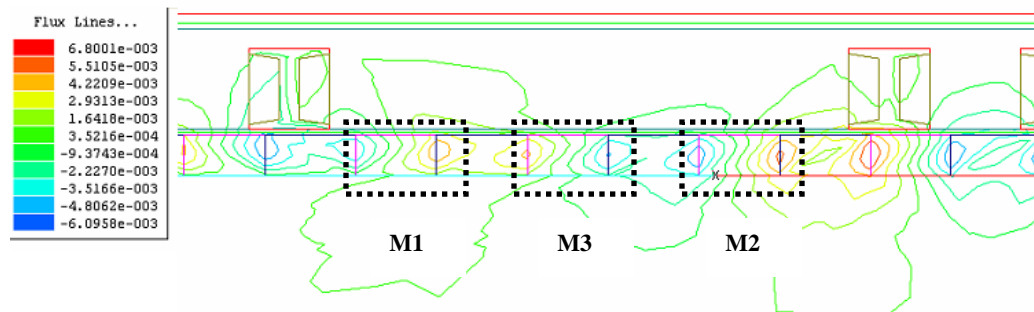 Flux Lines...
6.8001e-003
5.5105e-003
4.2209e-003
2.9313e-003
1.6418e-003
3.5216e-004
-9.3743e-004
-2.2270e-003
-3.5166e-003
-4.8062e-003
-6.0958e-003
x
M1
M3
M2